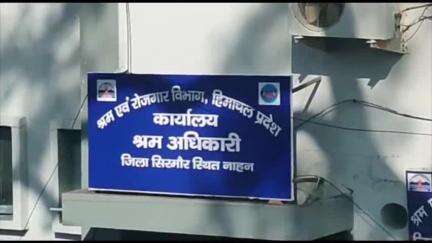 श्रम एवं रोजगार विभाग, हिमाचल प्रदेश
कार्यालय
श्रम अधिकारी
जिला सिरमौर स्थित नाहन